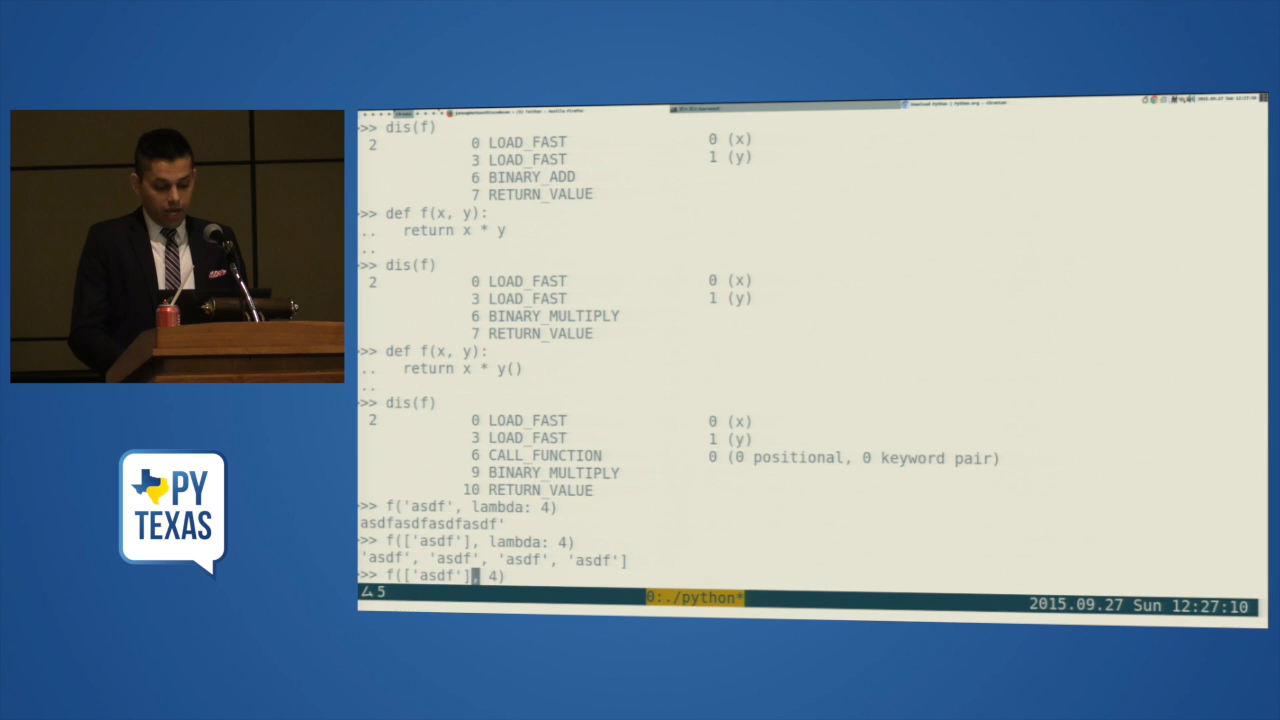 >> dis(f)
2 0 LOAD_FAST 0 (x)
3 LOAD_FAST 1 (y)
6 BINARY_ADD
7 RETURN_VALUE
>> def f(x, y):
.. return x * y
..
>> dis(f)
2 0 LOAD_FAST 0 (x)
3 LOAD_FAST 1 (y)
6 BINARY_MULTIPLY
7 RETURN_VALUE
>> def f(x, y):
.. return x * y()
..
>> dis(f)
2 0 LOAD_FAST 0 (x)
3 LOAD_FAST 1 (y)
6 CALL_FUNCTION 0 (0 positional, 0 keyword pair)
9 BINARY_MULTIPLY
10 RETURN_VALUE
>> f('asdf', lambda: 4)
asdfasdfasdfasdf'
>> f(['asdf'], lambda: 4)
'asdf', 'asdf', 'asdf', 'asdf']
>> f(['asdf'], 4)
5 0:./python* 2015.09.27 Sun 12:27:10
PY
TEXAS